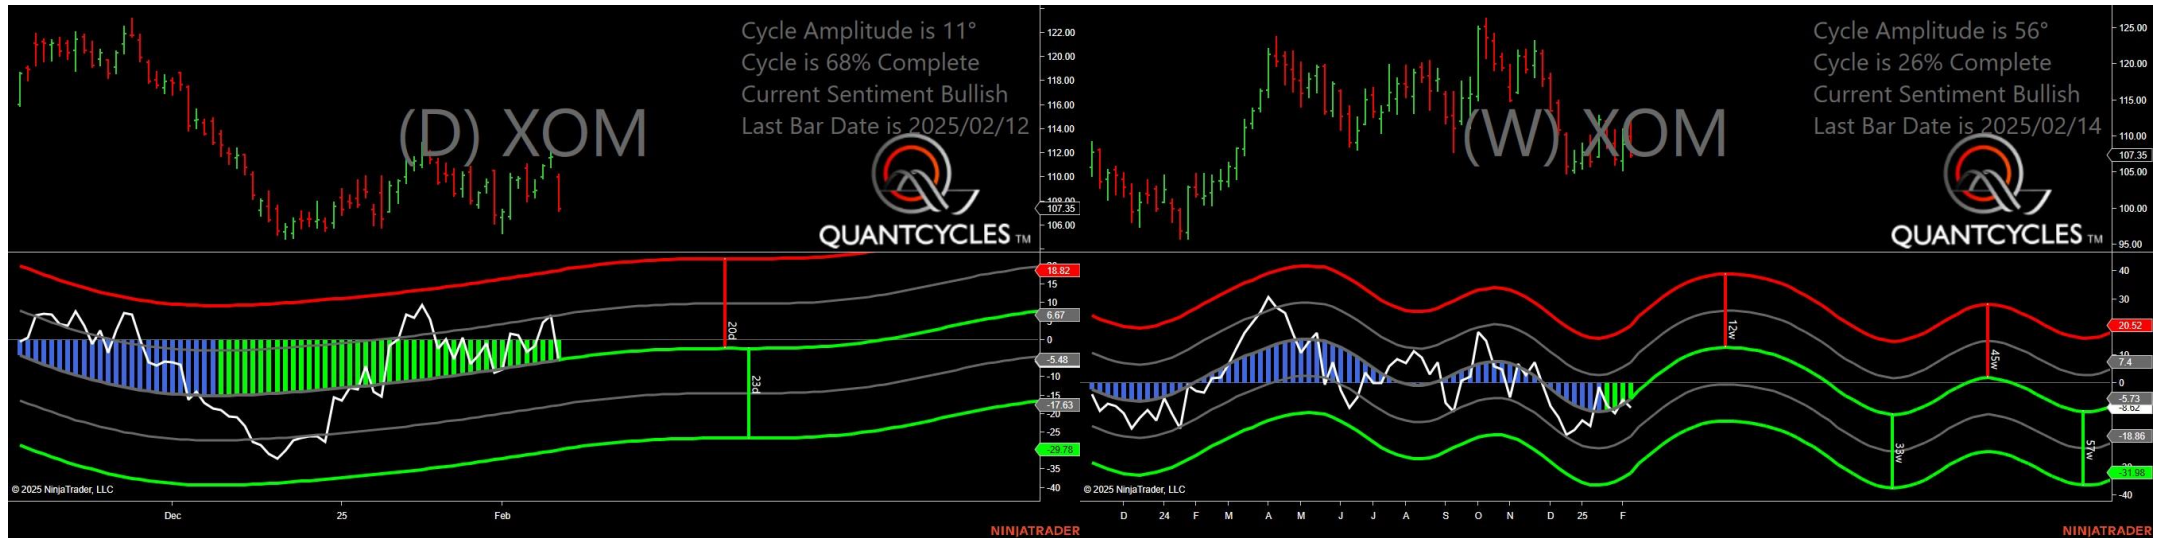 Cycle Amplitude is 11°
Cycle is 68% Complete
Current Sentiment Bullish
Last Bar Date is 2025/02/12
(D) XOM
QUANTCYCLES TM
122.00
120.00
118.00
116.00
114.00
112.00
110.00
107.35
106.00
18.82
15
10
6.67
0
-5.48
-10
-15
-17.63
-20
-25
-29.78
-35
-40
20d
23d
© 2025 NinjaTrader, LLC
Dec
25
Feb
NINJATRADER
Cycle Amplitude is 56°
Cycle is 26% Complete
Current Sentiment Bullish
Last Bar Date is 2025/02/14
(W) XOM
QUANTCYCLES TM
125.00
120.00
115.00
110.00
107.35
105.00
100.00
95.00
40
30
20.52
10
7.4
0
-5.73
-8.62
-18.86
-31.98
-40
12w
45w
33w
57w
© 2025 NinjaTrader, LLC
D
24
F
M
A
M
J
J
A
S
O
N
D
25
F
NINJATRADER